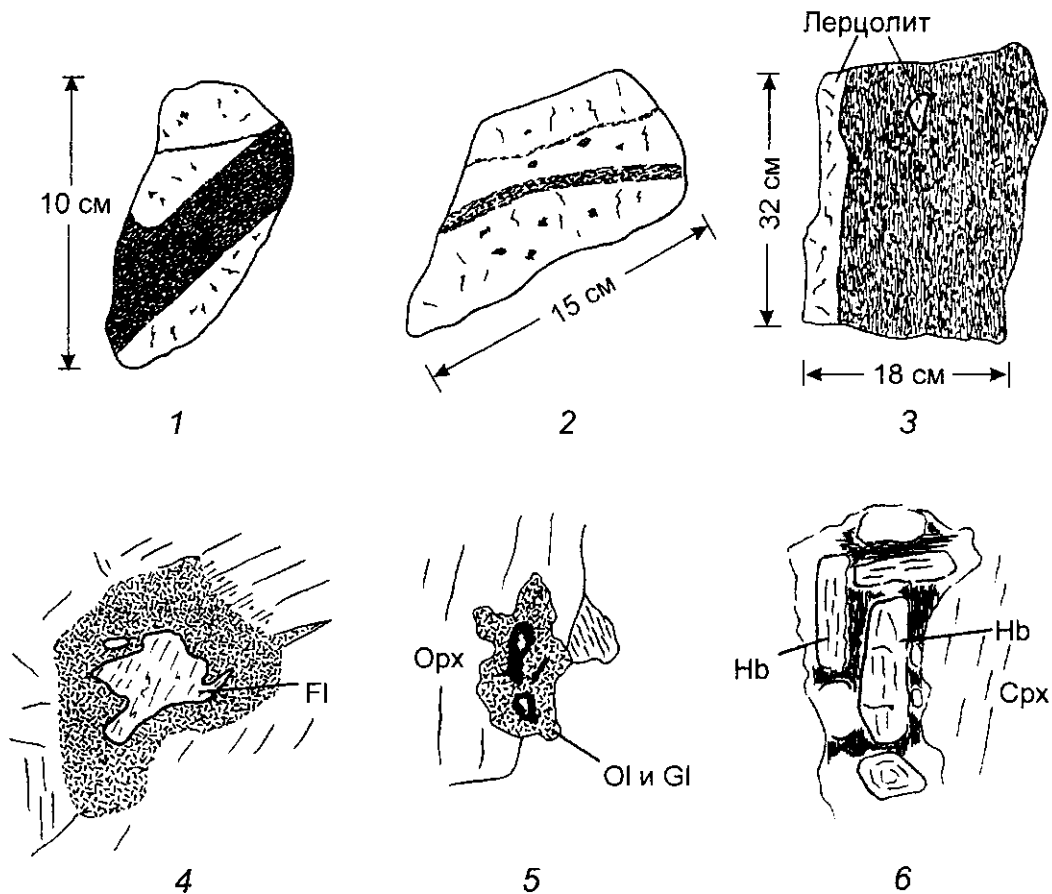 Лерцолит
10 см
15 см
32 см
18 см
1
2
3
Fl
Opx
Ol и Gl
Hb
Hb
Cpx
4
5
6